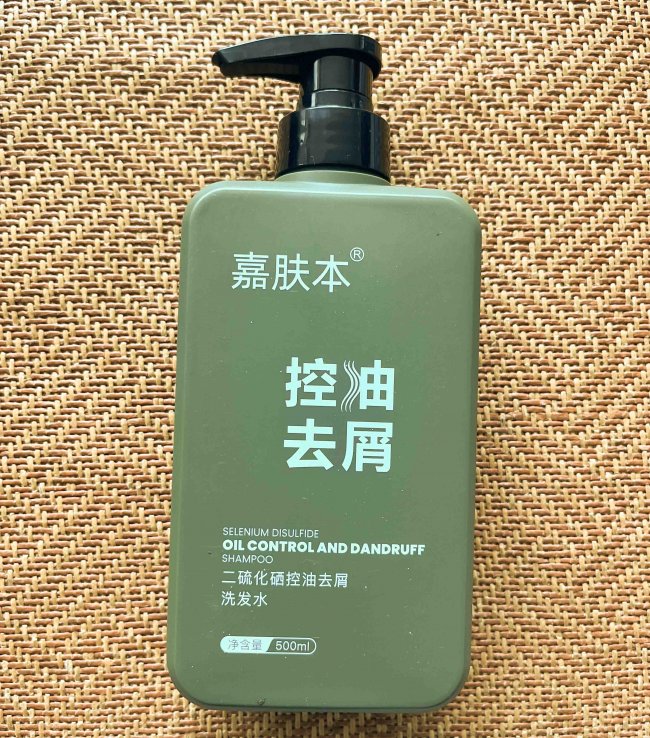 嘉肤本®
控油
去屑
SELENIUM DISULFIDE
OIL CONTROL AND DANDRUFF
SHAMPOO
二硫化硒控油去屑
洗发水
净含量 500ml